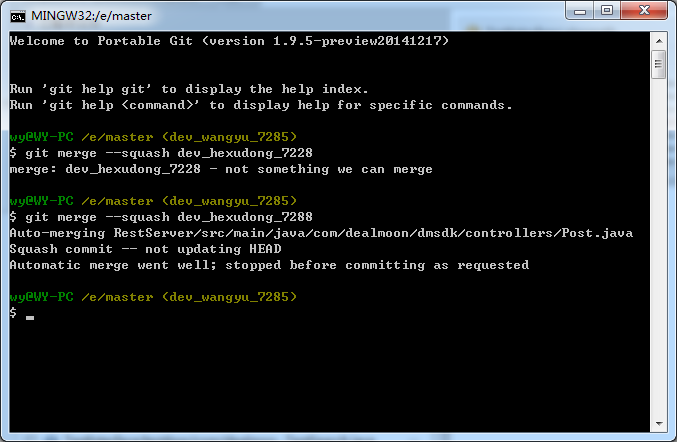 MINGW32:/e/master
Welcome to Portable Git (version 1.9.5-preview20141217)
Run 'git help git' to display the help index.
Run 'git help <command>' to display help for specific commands.
wy@WY-PC /e/master (dev_wangyu_7285)
$ git merge --squash dev_hexudong_7228
merge: dev_hexudong_7228 - not something we can merge
wy@WY-PC /e/master (dev_wangyu_7285)
$ git merge --squash dev_hexudong_7288
Auto-merging RestServer/src/main/java/com/dealmoon/dmsdk/controllers/Post.java
Squash commit -- not updating HEAD
Automatic merge went well; stopped before committing as requested
wy@WY-PC /e/master (dev_wangyu_7285)
$